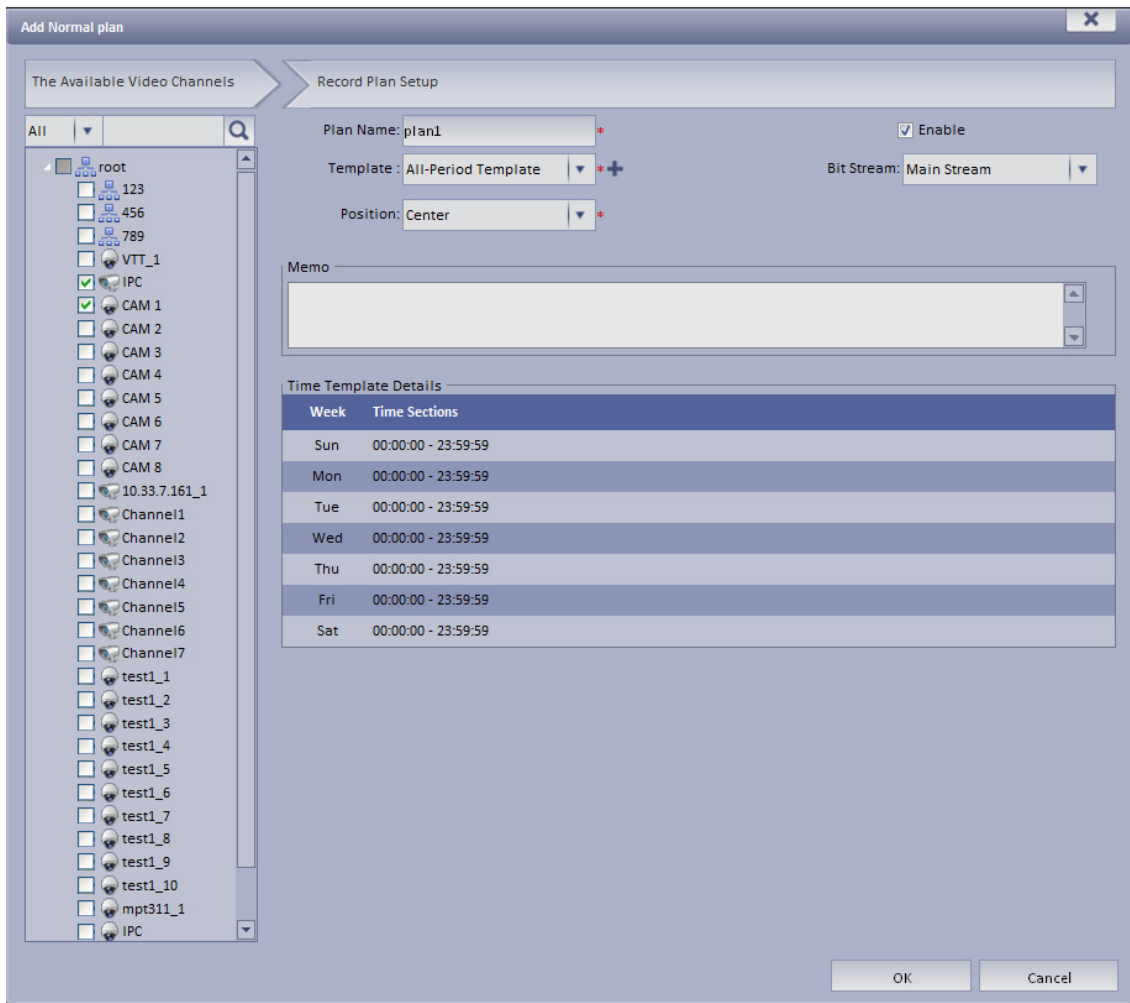 Add Normal plan
The Available Video Channels
Record Plan Setup
All
root
123
456
789
VTT_1
IPC
CAM 1
CAM 2
CAM 3
CAM 4
CAM 5
CAM 6
CAM 7
CAM 8
10.33.7.161_1
Channel1
Channel2
Channel3
Channel4
Channel5
Channel6
Channel7
test1_1
test1_2
test1_3
test1_4
test1_5
test1_6
test1_7
test1_8
test1_9
test1_10
mpt311_1
IPC
Plan Name: plan1 *
Enable
Template : All-Period Template *
Bit Stream: Main Stream
Position: Center *
Memo
Time Template Details
Week Time Sections
Sun 00:00:00 - 23:59:59
Mon 00:00:00 - 23:59:59
Tue 00:00:00 - 23:59:59
Wed 00:00:00 - 23:59:59
Thu 00:00:00 - 23:59:59
Fri 00:00:00 - 23:59:59
Sat 00:00:00 - 23:59:59
OK
Cancel